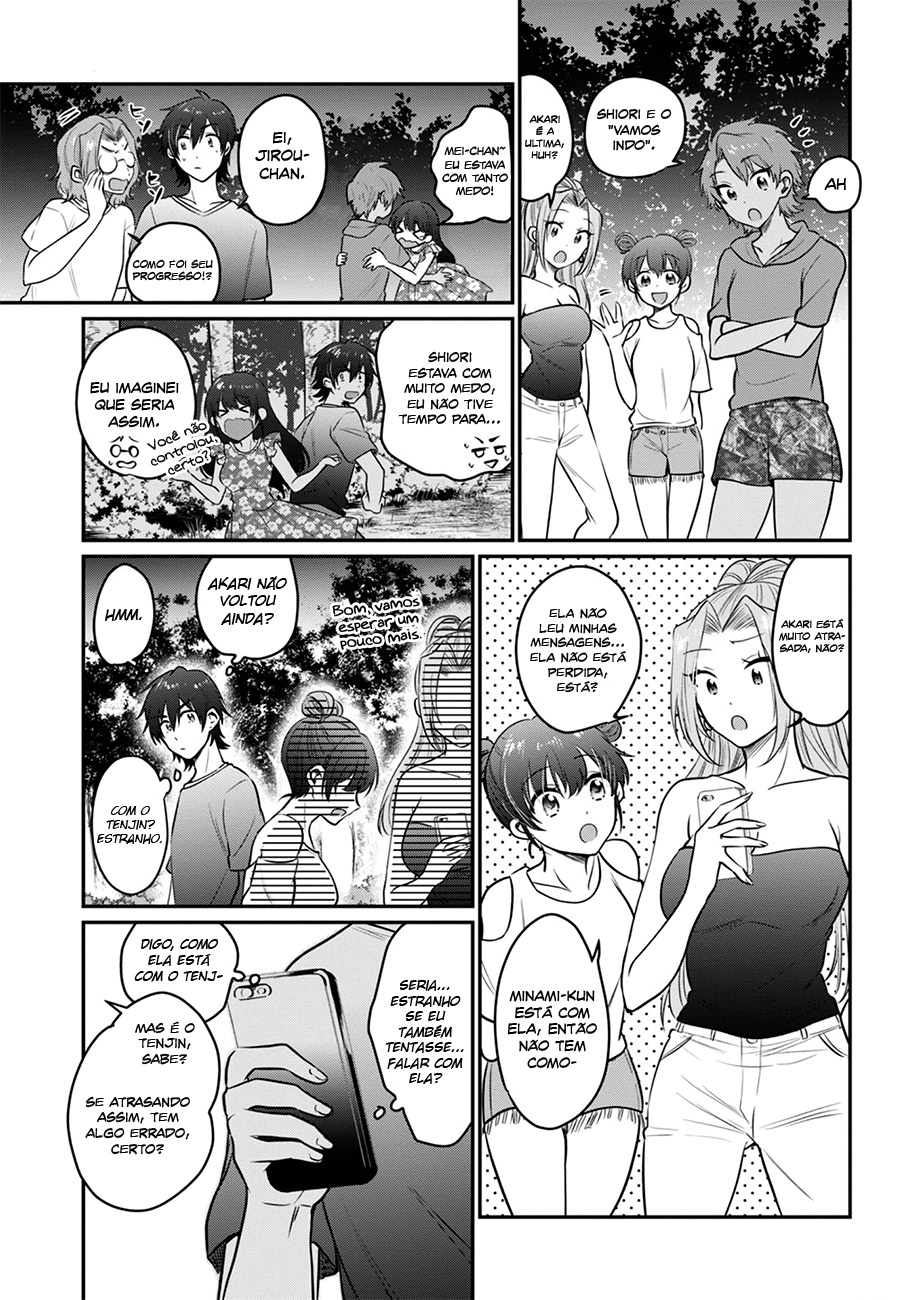 AH
SHIORI E O
"VAMOS
INDO".
AKARI
É A
ULTIMA,
HUH?
MEI-CHAN~
EU ESTAVA
COM TANTO
MEDO!
EI,
JIROU-
CHAN.
COMO FOI SEU
PROGRESSO!?
SHIORI
ESTAVA COM
MUITO MEDO,
EU NÃO TIVE
TEMPO PARA...
EU IMAGINEI
QUE SERIA
ASSIM.
Você não
controlou,
certo?
AKARI ESTÁ
MUITO ATRA-
SADA, NÃO?
ELA NÃO
LEU MINHAS
MENSAGENS...
ELA NÃO ESTÁ
PERDIDA,
ESTÁ?
MINAMI-KUN
ESTÁ COM
ELA, ENTÃO
NÃO TEM
COMO-
Bom, vamos
esperar um
pouco mais.
AKARI NÃO
VOLTOU
AINDA?
HMM.
COM O
TENJIN?
ESTRANHO.
SERIA...
ESTRANHO
SE EU
TAMBÉM
TENTASSE...
FALAR COM
ELA?
DIGO, COMO
ELA ESTÁ
COM O TENJ-
MAS É O
TENJIN,
SABE?
SE ATRASANDO
ASSIM, TEM
ALGO ERRADO,
CERTO?